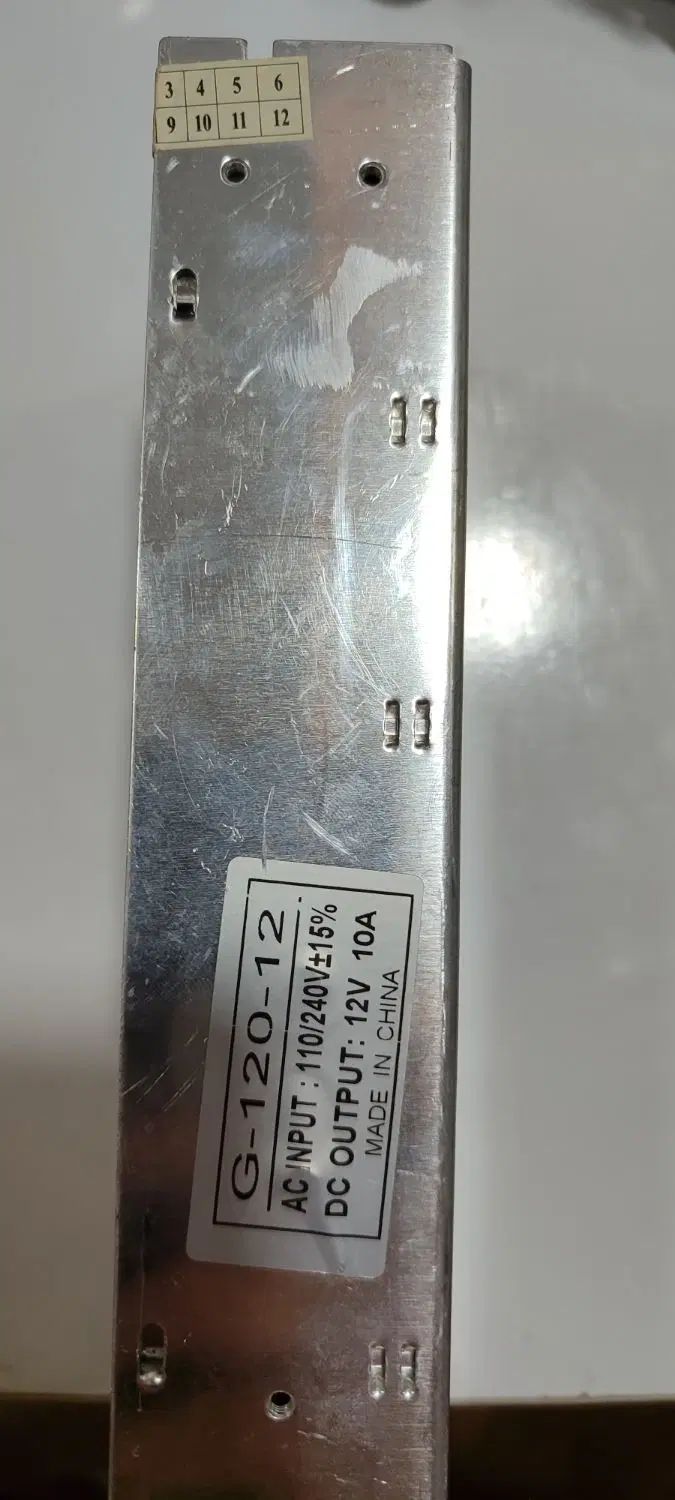 3 4 5 6
9 10 11 12
G-120-12
AC INPUT : 110/240V±15%
DC OUTPUT: 12V 10A
MADE IN CHINA